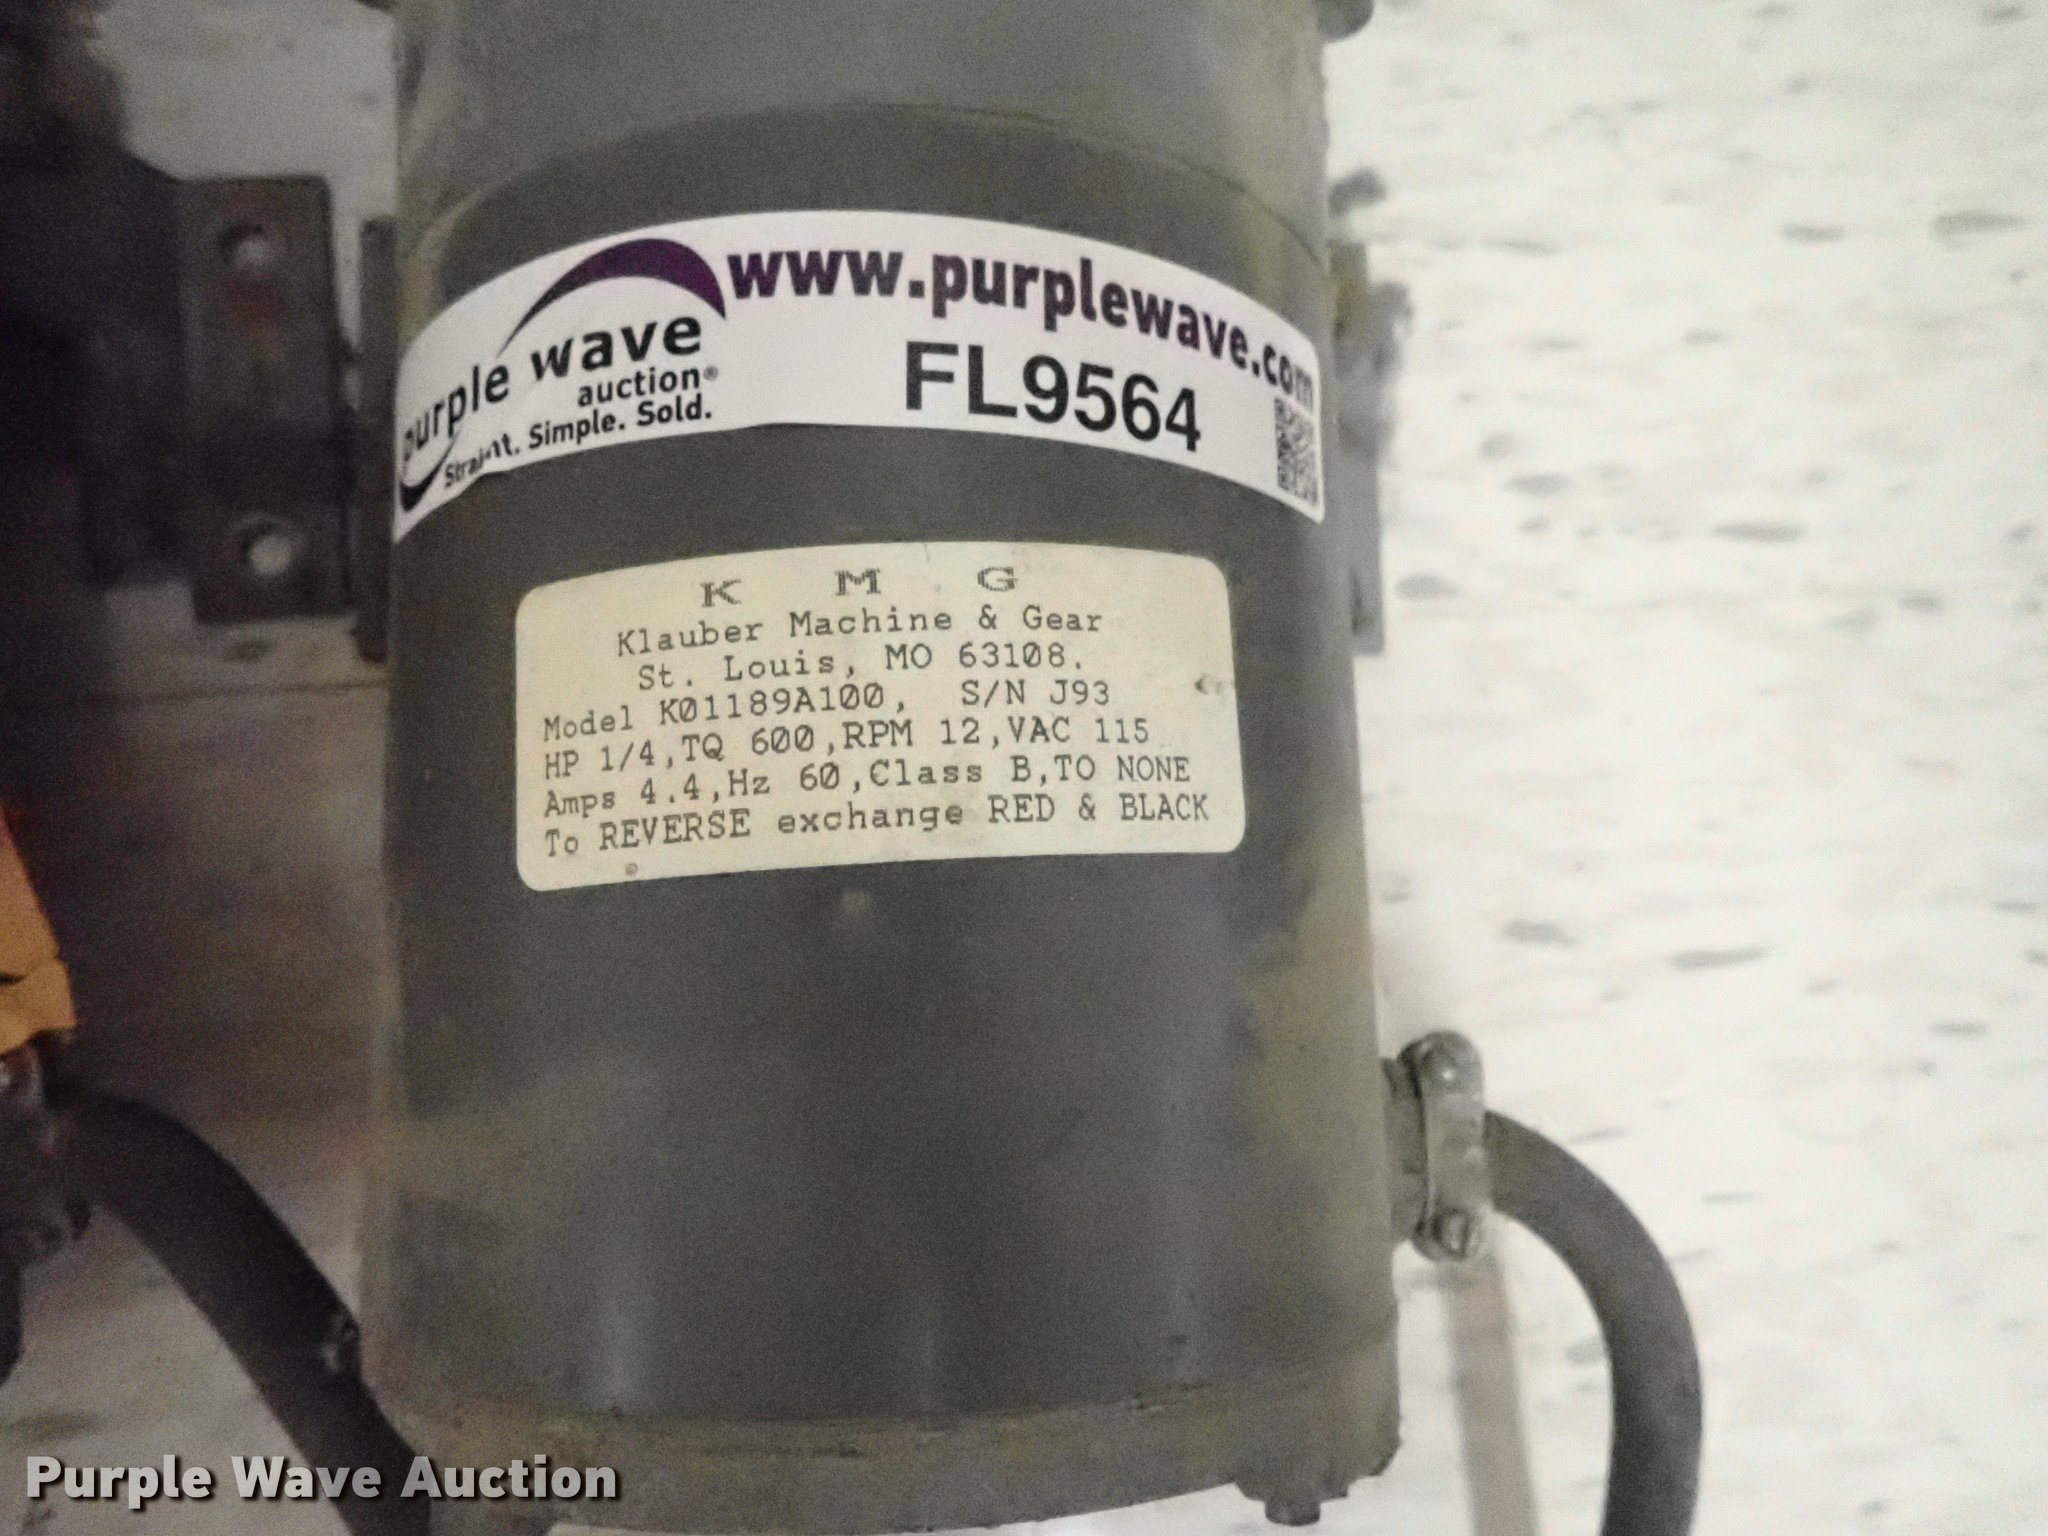 www.purplewave.com
purple wave
auction®
Straight. Simple. Sold.
FL9564
K M G
Klauber Machine & Gear
St. Louis, MO 63108.
Model K01189A100, S/N J93
HP 1/4,TQ 600,RPM 12,VAC 115
Amps 4.4,Hz 60,Class B,TO NONE
To REVERSE exchange RED & BLACK
Purple Wave Auction